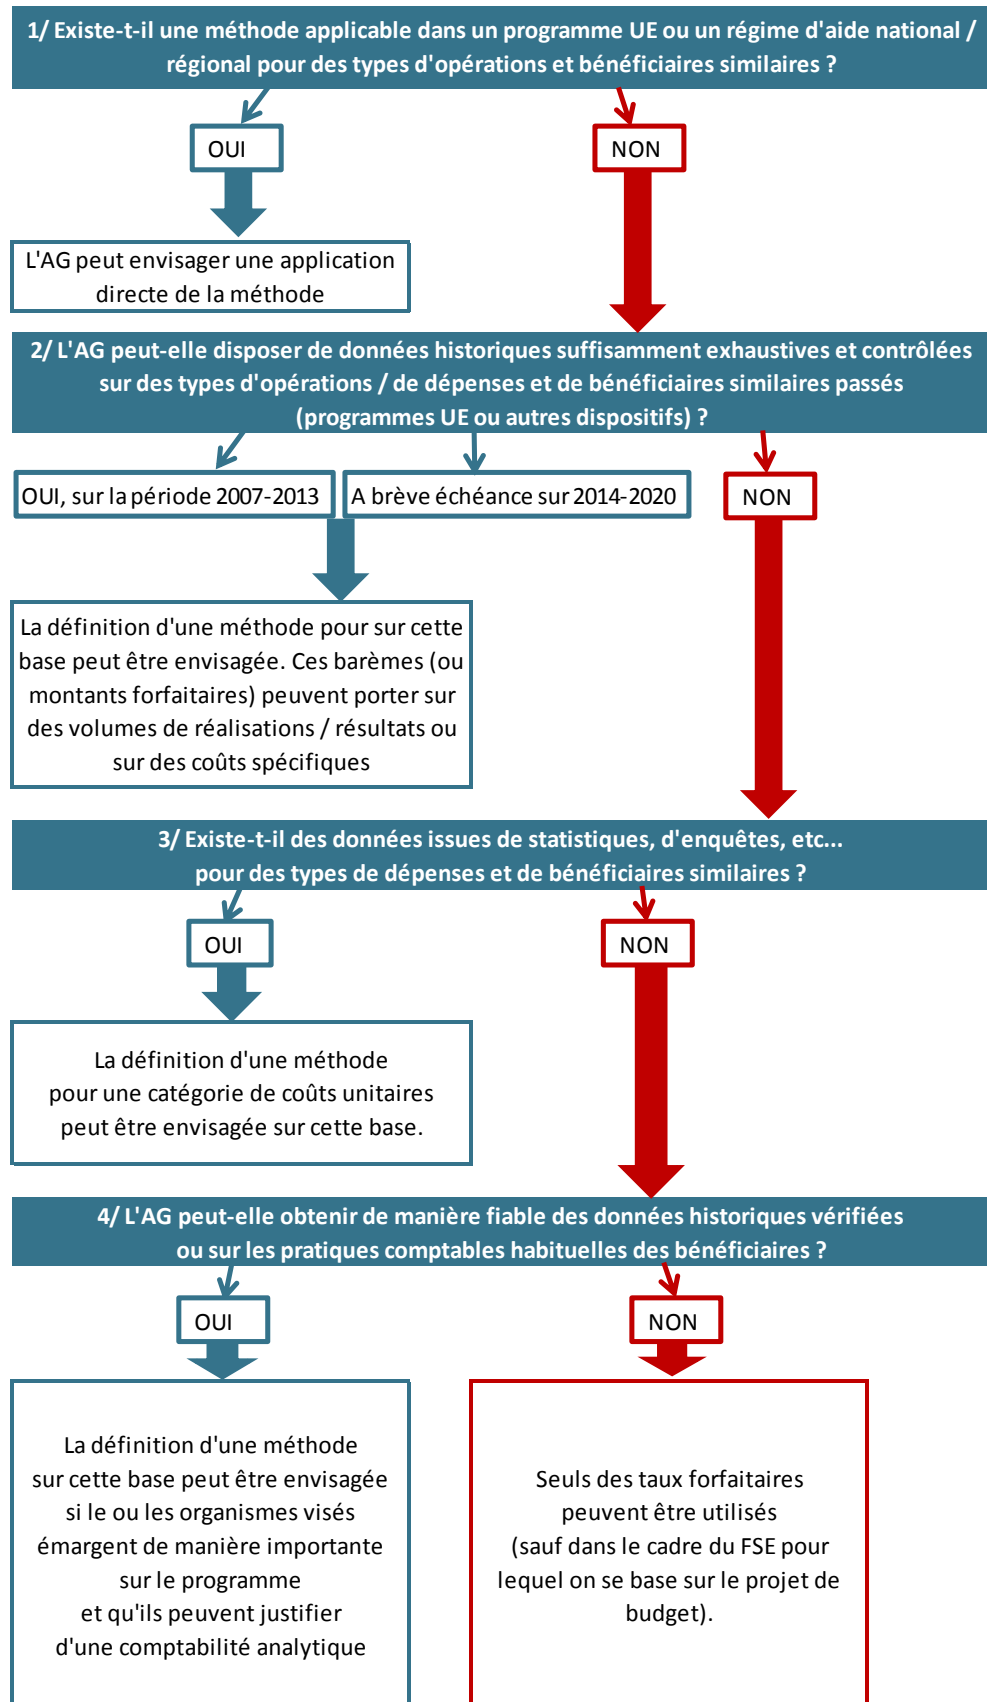 1/ Existe-t-il une méthode applicable dans un programme UE ou un régime d'aide national /
régional pour des types d'opérations et bénéficiaires similaires ?
OUI
NON
L'AG peut envisager une application
directe de la méthode
2/ L'AG peut-elle disposer de données historiques suffisamment exhaustives et contrôlées
sur des types d'opérations / de dépenses et de bénéficiaires similaires passés
(programmes UE ou autres dispositifs) ?
OUI, sur la période 2007-2013
A brève échéance sur 2014-2020
NON
La définition d'une méthode pour sur cette
base peut être envisagée. Ces barèmes (ou
montants forfaitaires) peuvent porter sur
des volumes de réalisations / résultats ou
sur des coûts spécifiques
3/ Existe-t-il des données issues de statistiques, d'enquêtes, etc...
pour des types de dépenses et de bénéficiaires similaires ?
OUI
NON
La définition d'une méthode
pour une catégorie de coûts unitaires
peut être envisagée sur cette base.
4/ L'AG peut-elle obtenir de manière fiable des données historiques vérifiées
ou sur les pratiques comptables habituelles des bénéficiaires ?
OUI
NON
La définition d'une méthode
sur cette base peut être envisagée
si le ou les organismes visés
émargent de manière importante
sur le programme
et qu'ils peuvent justifier
d'une comptabilité analytique
Seuls des taux forfaitaires
peuvent être utilisés
(sauf dans le cadre du FSE pour
lequel on se base sur le projet de
budget).